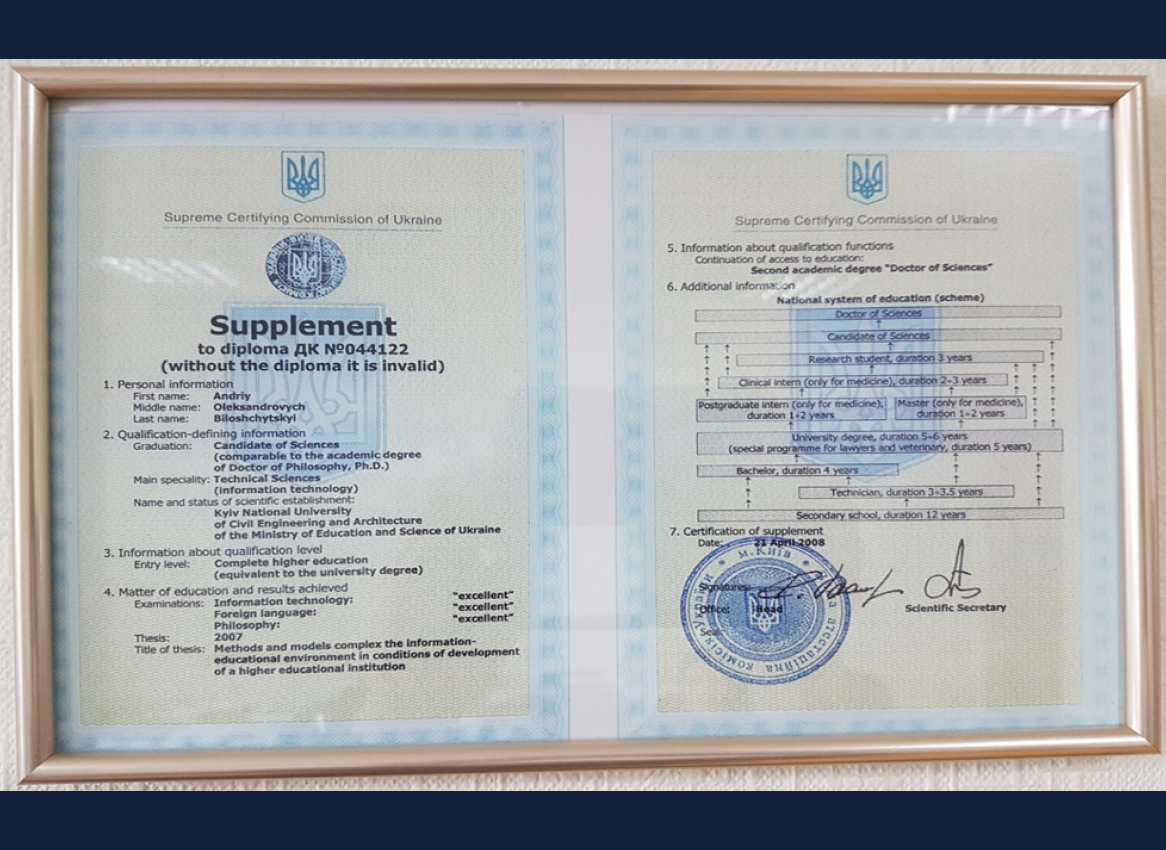 Supreme Certifying Commission of Ukraine
Supplement
to diploma ДК №044122
(without the diploma it is invalid)
1. Personal information
First name: Andriy
Middle name: Oleksandrovych
Last name: Biloshchytskyi
2. Qualification-defining information
Graduation: Candidate of Sciences
(comparable to the academic degree
of Doctor of Philosophy, Ph.D.)
Main speciality: Technical Sciences
(information technology)
Name and status of scientific establishment:
Kyiv National University
of Civil Engineering and Architecture
of the Ministry of Education and Science of Ukraine
3. Information about qualification level
Entry level: Complete higher education
(equivalent to the university degree)
4. Matter of education and results achieved
Examinations: Information technology: "excellent"
Foreign language: "excellent"
Philosophy: "excellent"
Thesis: 2007
Title of thesis: Methods and models complex the information-
educational environment in conditions of development
of a higher educational institution
Supreme Certifying Commission of Ukraine
5. Information about qualification functions
Continuation of access to education:
Second academic degree "Doctor of Sciences"
6. Additional information
National system of education (scheme)
Doctor of Sciences
Candidate of Sciences
Research student, duration 3 years
Clinical intern (only for medicine), duration 2-3 years
Postgraduate intern (only for medicine),
duration 1+2 years
Master (only for medicine),
duration 1+2 years
University degree, duration 5-6 years
(special programme for lawyers and veterinary, duration 5 years)
Bachelor, duration 4 years
Technician, duration 3-3.5 years
Secondary school, duration 12 years
7. Certification of supplement
Date: 21 April 2008
м. Київ
Signatures:
Office: Head
Scientific Secretary
Seal
атестаційна комісія України